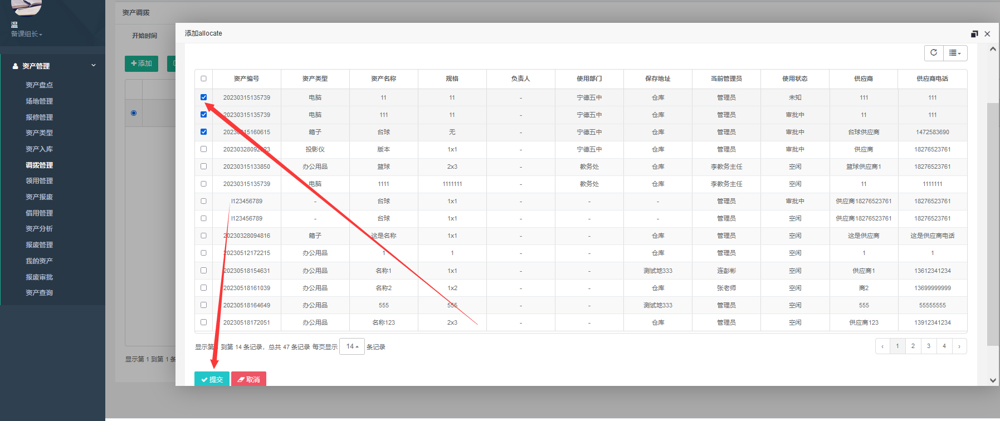 温
备课组长
资产管理
资产盘点
场地管理
报修管理
资产类型
资产入库
调拨管理
领用管理
资产报废
借用管理
资产分析
报废管理
我的资产
报废审批
资产查询
资产调拨
开始时间
添加
显示第 1 到第 1 条
添加allocate
资产编号 资产类型 资产名称 规格 负责人 使用部门 保存地址 当前管理员 使用状态 供应商 供应商电话
20230315135739 电脑 11 11 - 宁德五中 仓库 管理员 未知 111 111
20230315135739 电脑 111 11 - 宁德五中 仓库 管理员 审批中 11 111
20230315160615 箱子 台球 无 - 宁德五中 仓库 管理员 审批中 台球供应商 1472583690
投影仪 版本 1x1 - 宁德五中 仓库 管理员 审批中 供应商 18276523761
20230315133850 办公用品 篮球 2x3 - 教务处 仓库 李教务主任 空闲 篮球供应商1 18276523761
20230315135739 电脑 1111 1111111 - 教务处 仓库 李教务主任 空闲 11 1111111
l123456789 - 台球 1x1 - - - 管理员 审批中 供应商18276523761 18276523761
l123456789 - 台球 1x1 - - - 管理员 空闲 供应商18276523761 18276523761
20230328094816 箱子 这是名称 1x1 - - 仓库 管理员 空闲 这是供应商 这是供应商电话
20230512172215 办公用品 1 1 - - 仓库 管理员 空闲 1 1
20230518154631 办公用品 名称1 1x1 - - 测试地333 连彭彬 空闲 供应商1 13612341234
20230518161039 办公用品 名称2 1x2 - - 仓库 张老师 空闲 商2 13699999999
20230518164649 办公用品 555 555 - - 测试地333 管理员 空闲 555 55555555
20230518172051 办公用品 名称123 2x3 - - 仓库 管理员 空闲 供应商123 13912341234
显示第 到第 14 条记录，总共 47 条记录 每页显示 14 条记录
‹ 1 2 3 4 ›
提交 取消